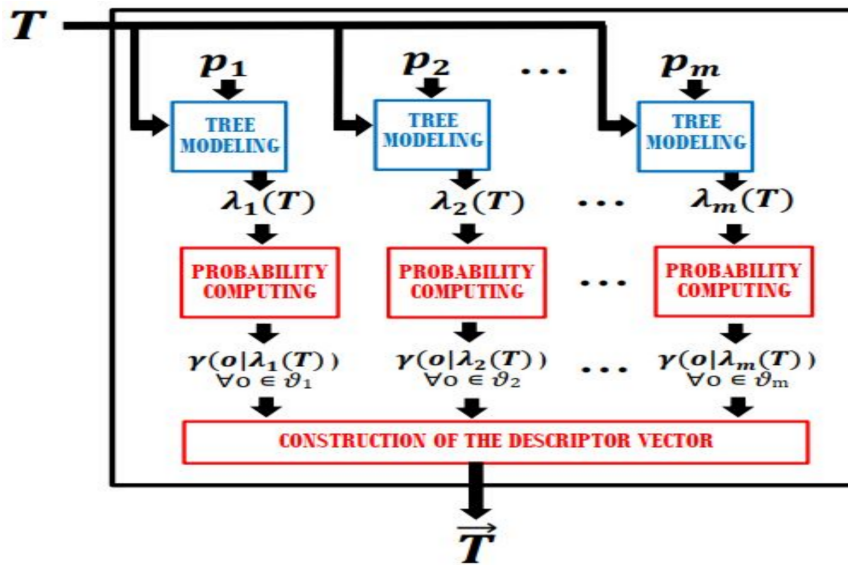 T
p₁ p₂ ... pₘ
TREE MODELING TREE MODELING TREE MODELING
λ₁(T) λ₂(T) ... λₘ(T)
PROBABILITY COMPUTING PROBABILITY COMPUTING ... PROBABILITY COMPUTING
γ(o|λ₁(T)) γ(o|λ₂(T)) ... γ(o|λₘ(T))
∀o ∈ ϑ₁ ∀o ∈ ϑ₂ ∀o ∈ ϑₘ
CONSTRUCTION OF THE DESCRIPTOR VECTOR
T⃗